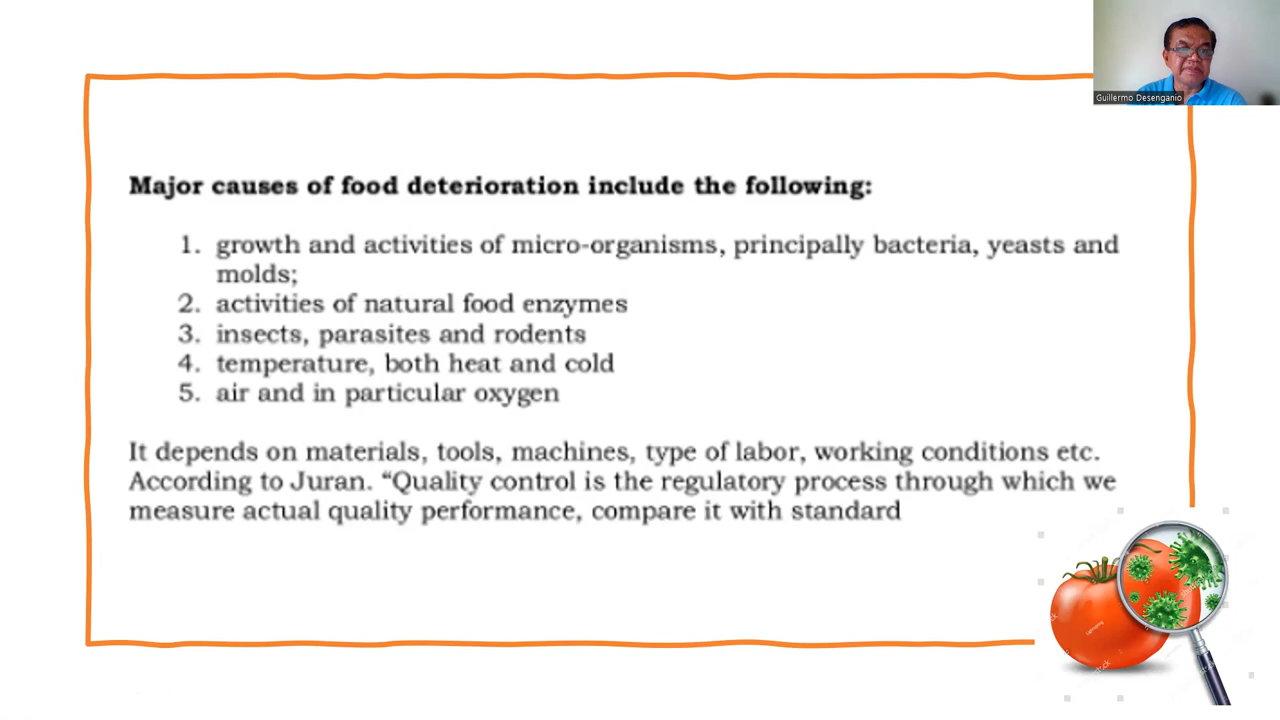 Guillermo Desenganio
Major causes of food deterioration include the following:
1. growth and activities of micro-organisms, principally bacteria, yeasts and
molds;
2. activities of natural food enzymes
3. insects, parasites and rodents
4. temperature, both heat and cold
5. air and in particular oxygen
It depends on materials, tools, machines, type of labor, working conditions etc.
According to Juran. “Quality control is the regulatory process through which we
measure actual quality performance, compare it with standard